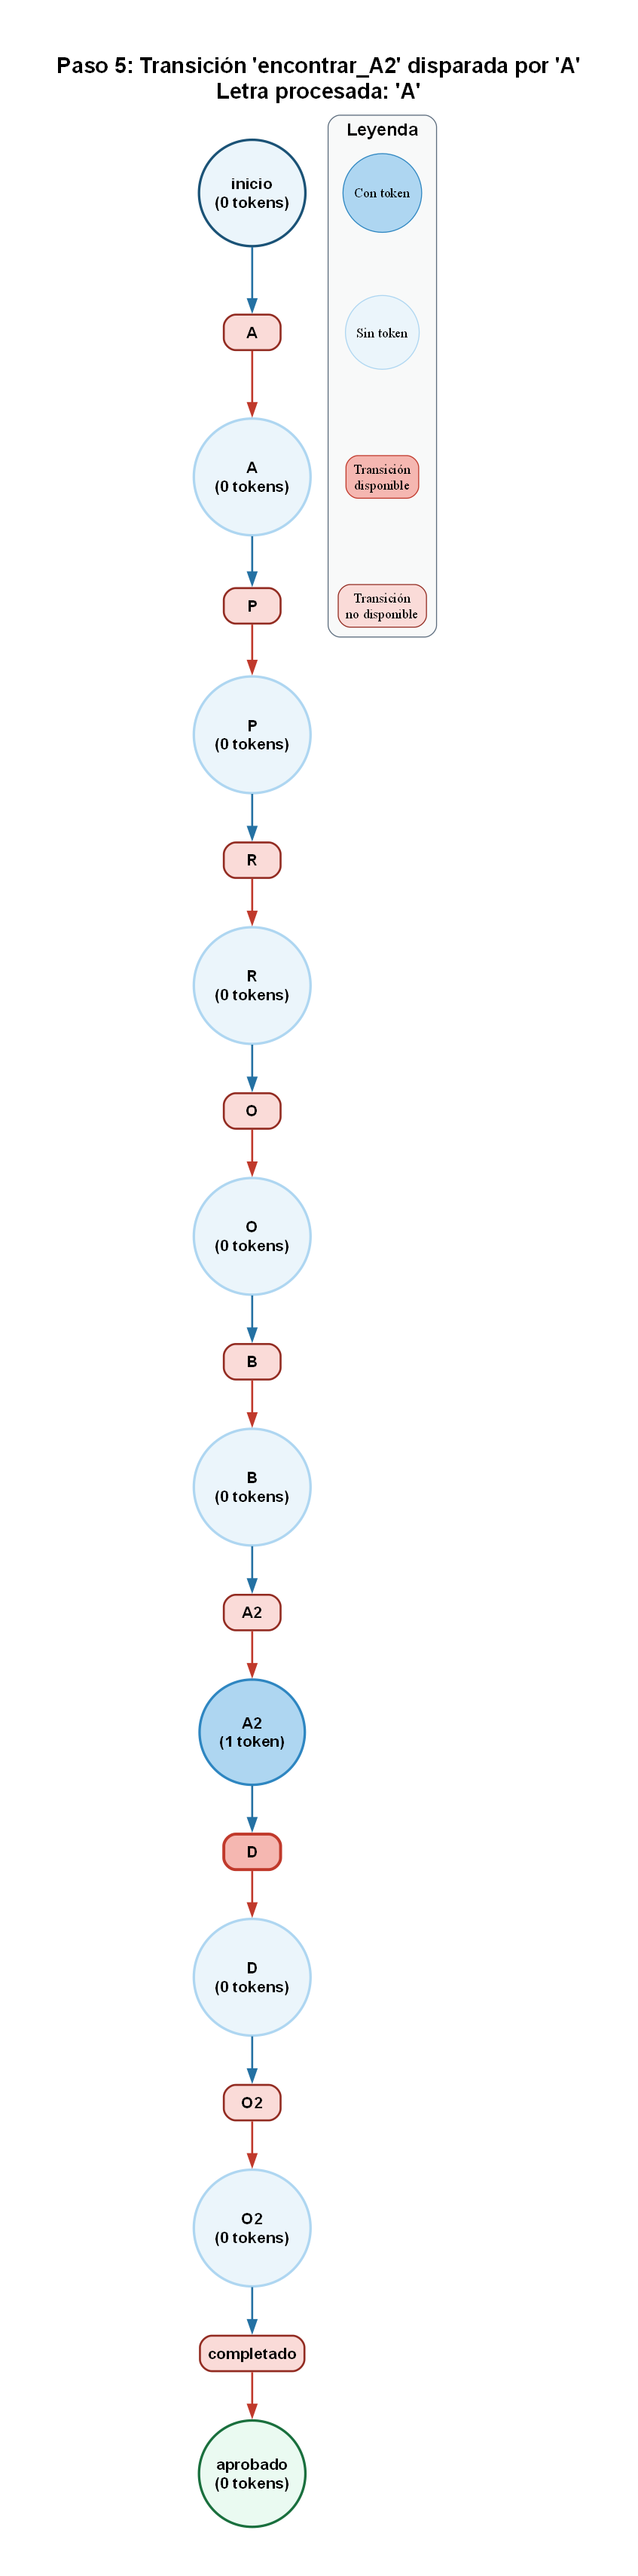 Paso 5: Transición 'encontrar_A2' disparada por 'A'
Letra procesada: 'A'
Leyenda
Con token
Sin token
Transición
disponible
Transición
no disponible
inicio
(0 tokens)
A
A
(0 tokens)
P
P
(0 tokens)
R
R
(0 tokens)
O
O
(0 tokens)
B
B
(0 tokens)
A2
A2
(1 token)
D
D
(0 tokens)
O2
O2
(0 tokens)
completado
aprobado
(0 tokens)